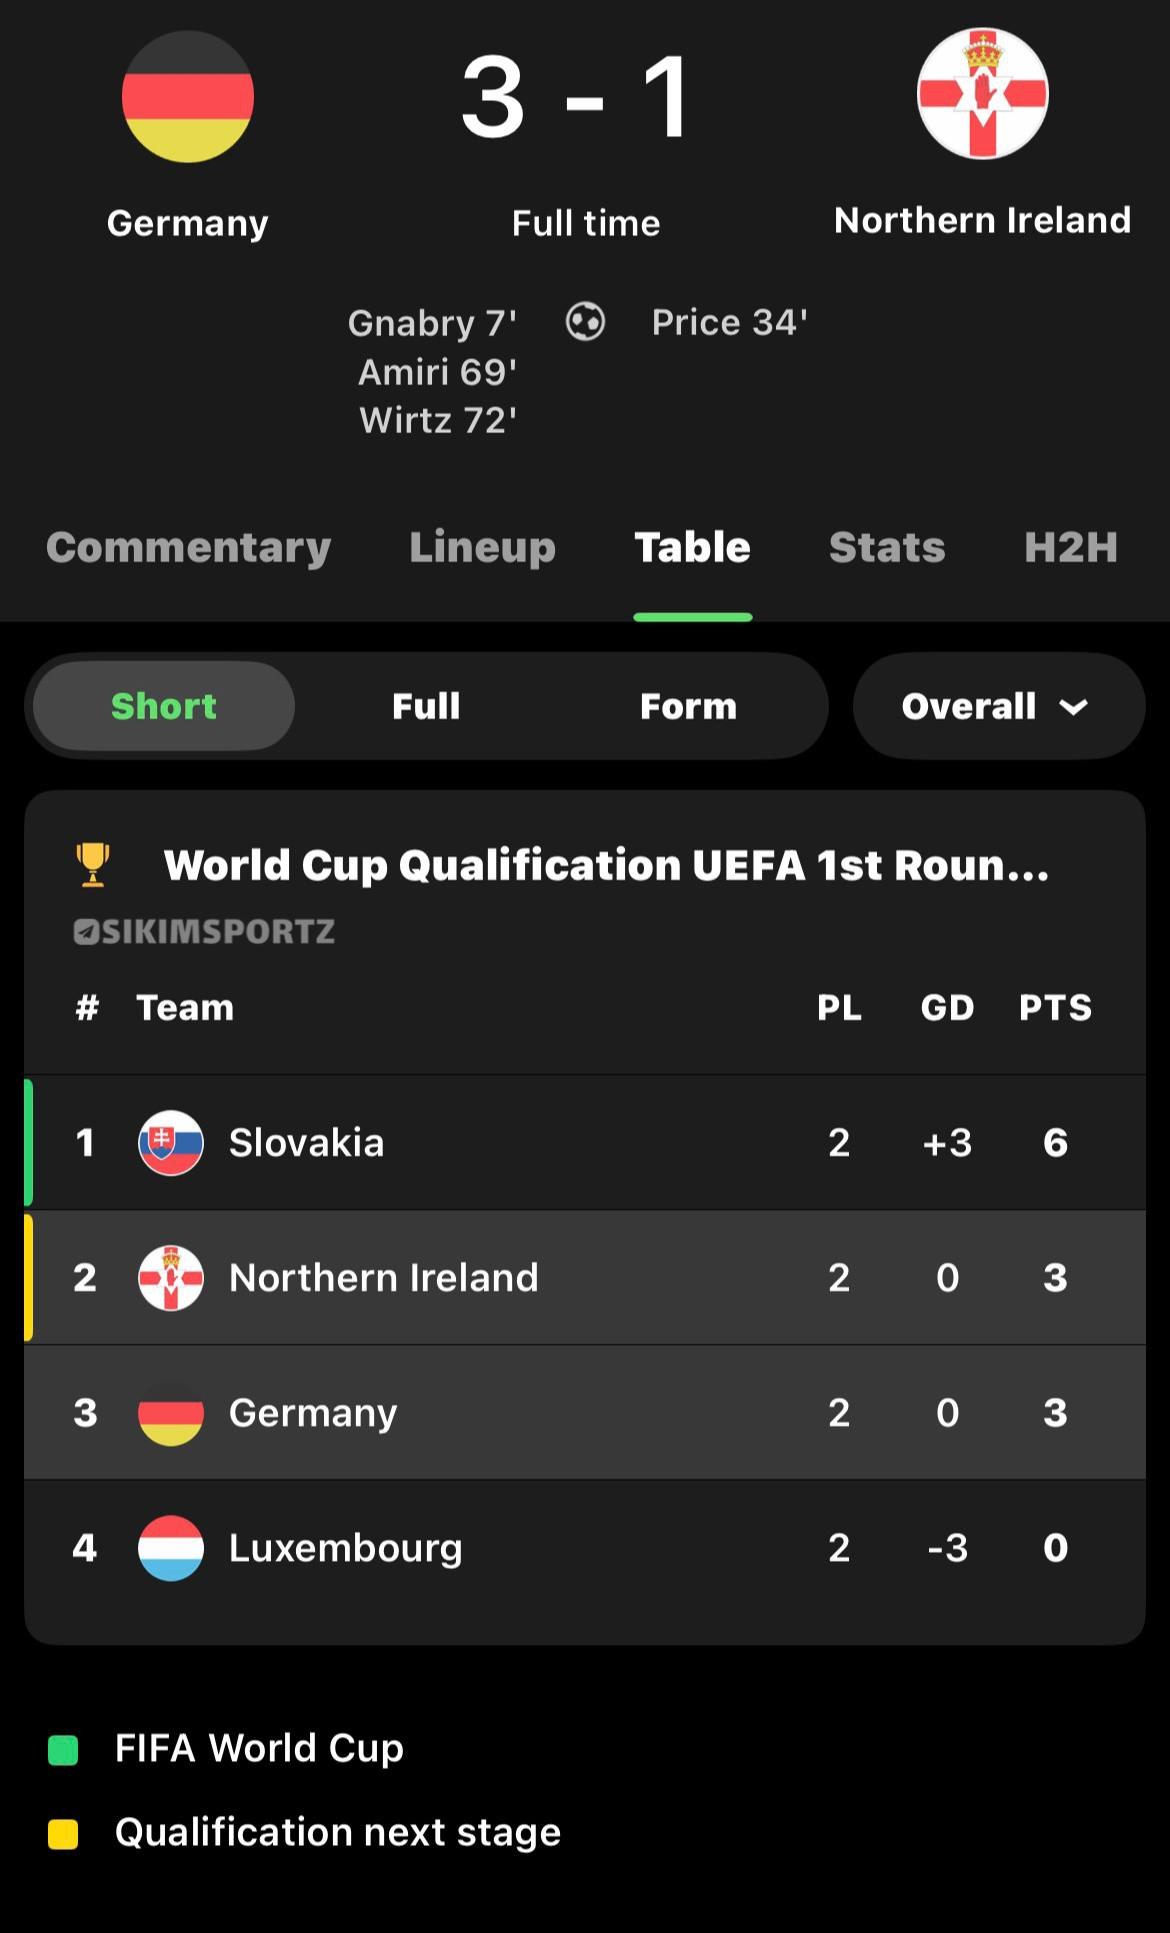 3 - 1
Germany
Full time
Northern Ireland
Gnabry 7'
Price 34'
Amiri 69'
Wirtz 72'
Commentary Lineup Table Stats H2H
Short Full Form Overall
World Cup Qualification UEFA 1st Roun...
SIKIMSPORTZ
# Team PL GD PTS
1 Slovakia 2 +3 6
2 Northern Ireland 2 0 3
3 Germany 2 0 3
4 Luxembourg 2 -3 0
FIFA World Cup
Qualification next stage